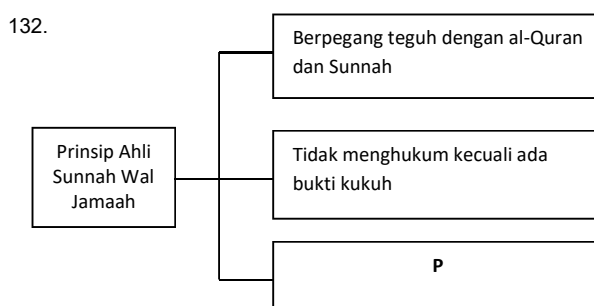 132.
Berpegang teguh dengan al-Quran
dan Sunnah
Prinsip Ahli
Sunnah Wal
Jamaah
Tidak menghukum kecuali ada
bukti kukuh
P